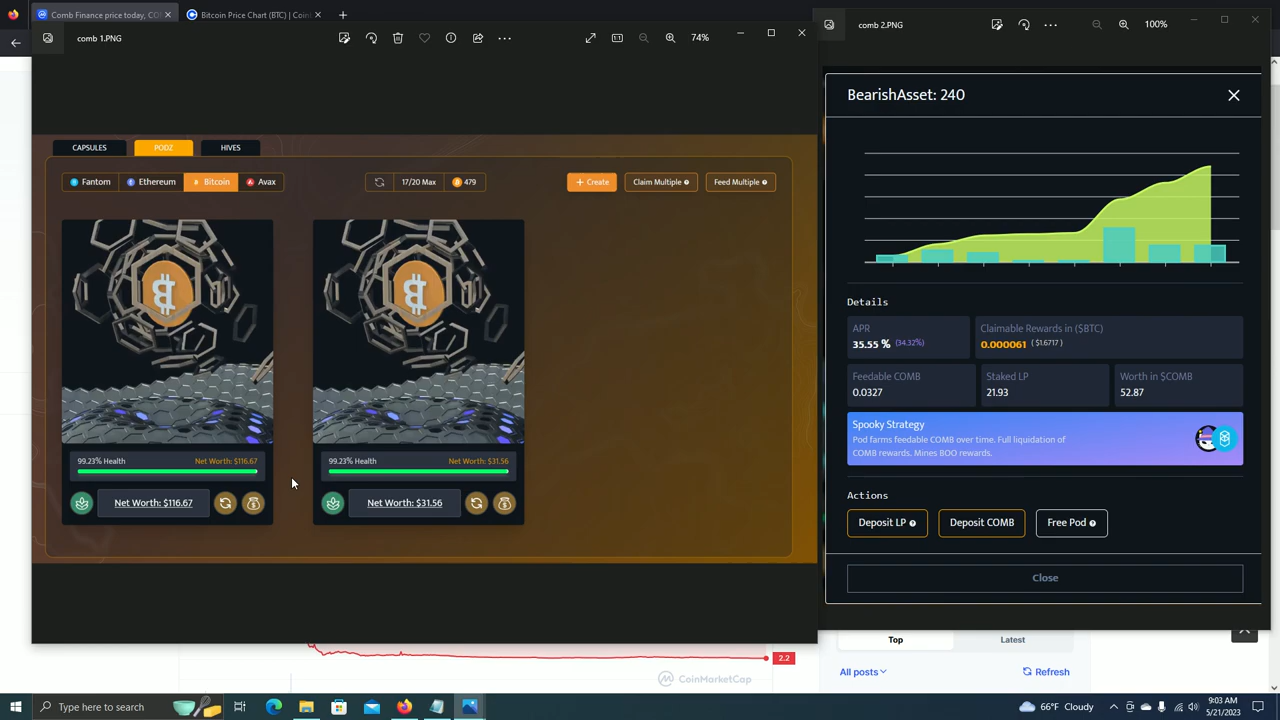 Comb Finance price today, CO
Bitcoin Price Chart (BTC) | Coin
comb 1.PNG
74%
comb 2.PNG
100%
CAPSULES
PODZ
HIVES
Fantom
Ethereum
Bitcoin
Avax
17/20 Max
479
+ Create
Claim Multiple
Feed Multiple
99.23% Health
Net Worth: $116.67
Net Worth: $116.67
99.23% Health
Net Worth: $31.56
Net Worth: $31.56
BearishAsset: 240
Details
APR
35.55 % (34.32%)
Claimable Rewards in ($BTC)
0.000061 ( $1.6717 )
Feedable COMB
0.0327
Staked LP
21.93
Worth in $COMB
52.87
Spooky Strategy
Pod farms feedable COMB over time. Full liquidation of
COMB rewards. Mines BOO rewards.
Actions
Deposit LP
Deposit COMB
Free Pod
Close
2.2
CoinMarketCap
Top
Latest
All posts
Refresh
Type here to search
66°F Cloudy
9:03 AM
5/21/2023